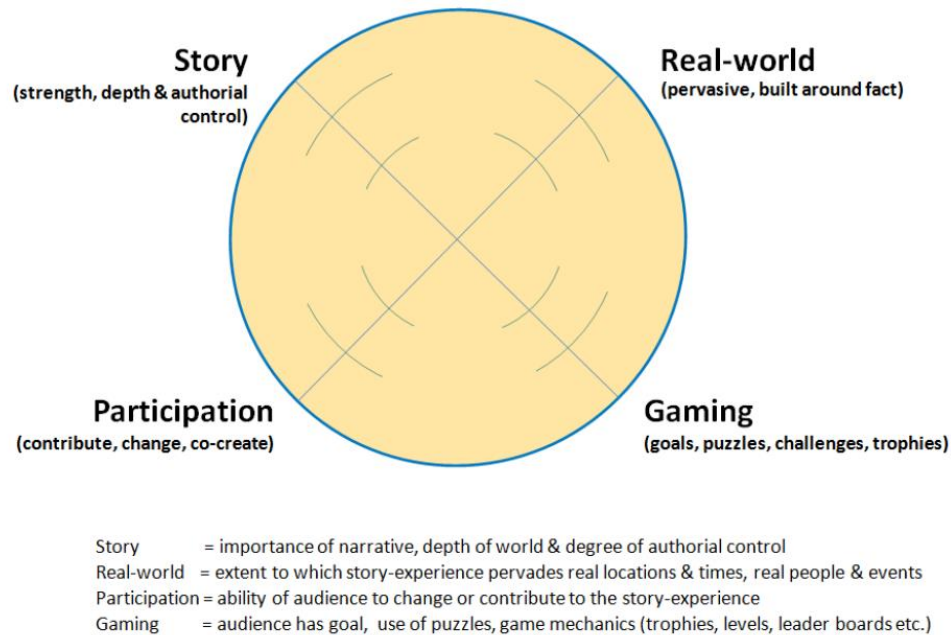 Story
(strength, depth & authorial
control)
Real-world
(pervasive, built around fact)
Participation
(contribute, change, co-create)
Gaming
(goals, puzzles, challenges, trophies)
Story = importance of narrative, depth of world & degree of authorial control
Real-world = extent to which story-experience pervades real locations & times, real people & events
Participation = ability of audience to change or contribute to the story-experience
Gaming = audience has goal, use of puzzles, game mechanics (trophies, levels, leader boards etc.)